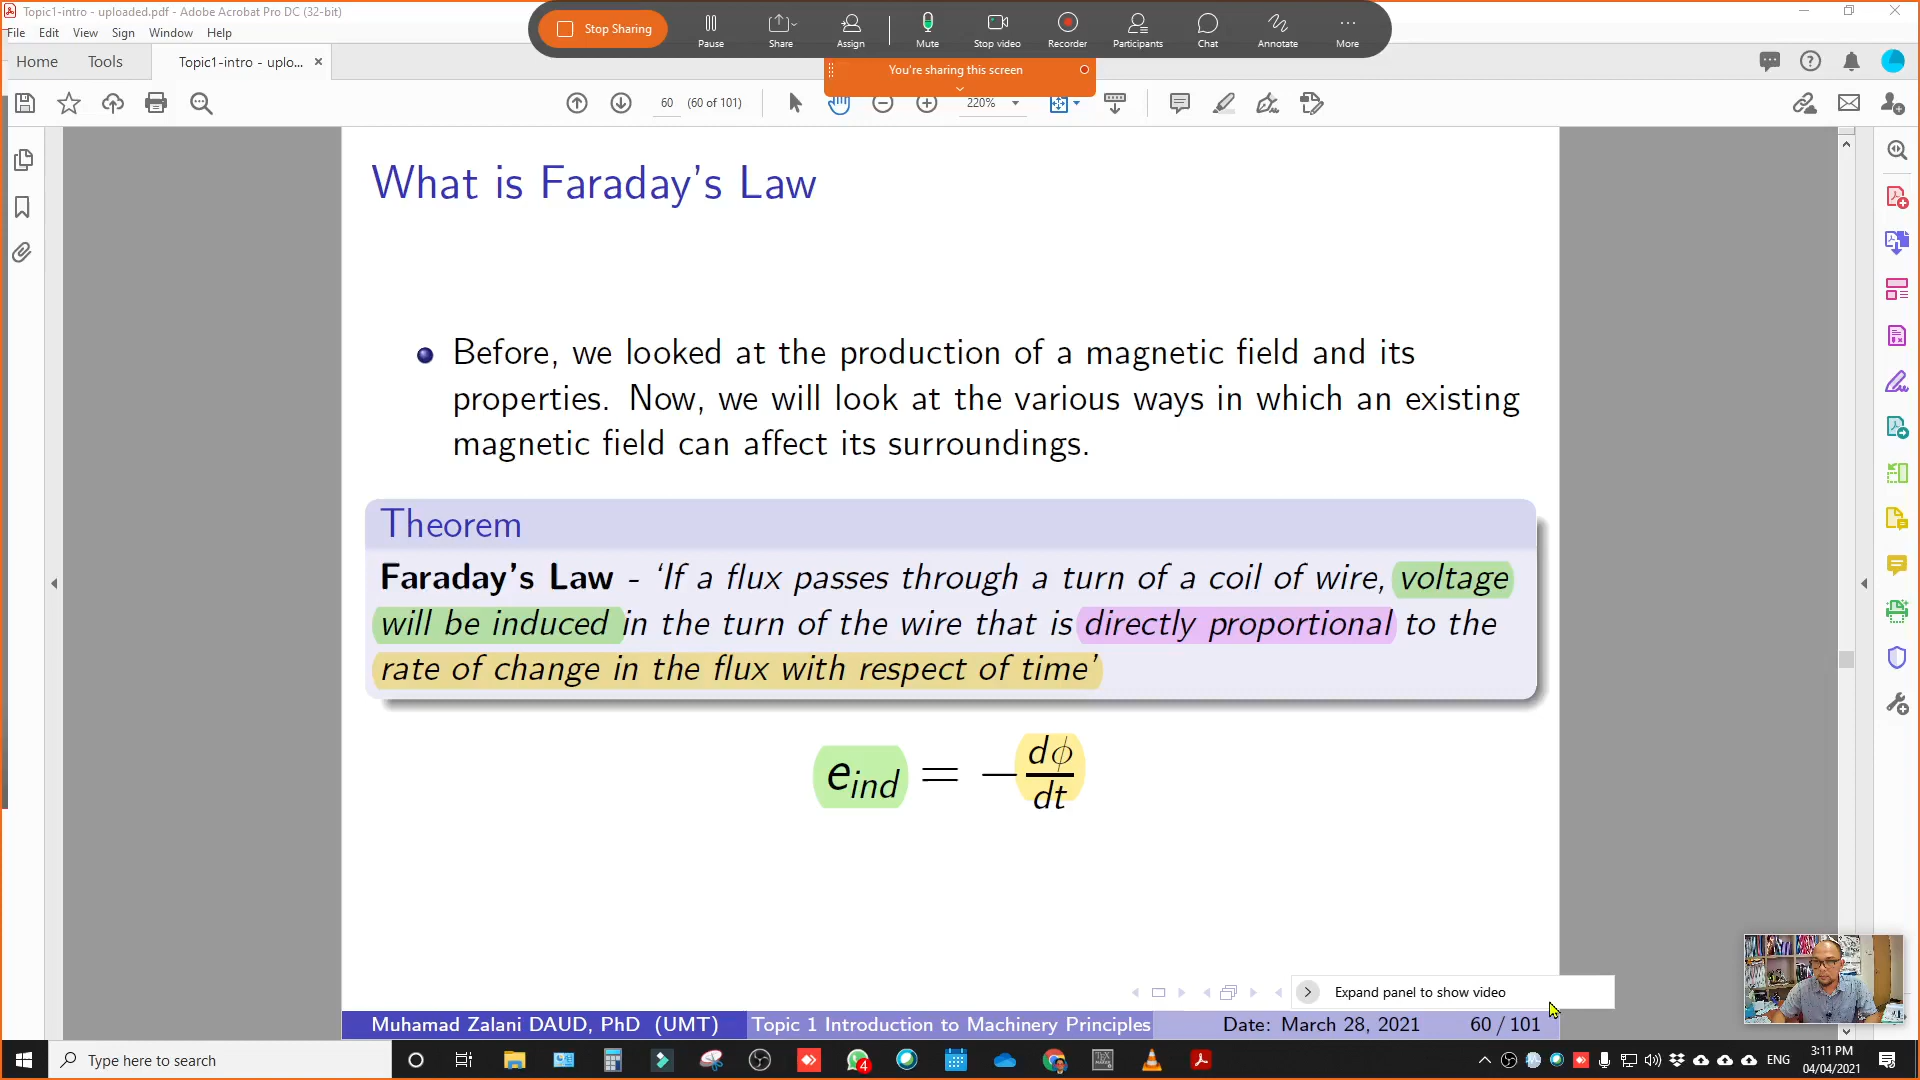 Topic1-intro - uploaded.pdf - Adobe Acrobat Pro DC (32-bit)
File Edit View Sign Window Help
Stop Sharing
Pause Share Assign Mute Stop video Recorder Participants Chat Annotate More
You're sharing this screen
Home Tools Topic1-intro - uplo... ×
60 (60 of 101) 220%
What is Faraday's Law
Before, we looked at the production of a magnetic field and its
properties. Now, we will look at the various ways in which an existing
magnetic field can affect its surroundings.
Theorem
Faraday's Law - ‘If a flux passes through a turn of a coil of wire, voltage
will be induced in the turn of the wire that is directly proportional to the
rate of change in the flux with respect of time’
e_ind = −dϕ/dt
Expand panel to show video
Muhamad Zalani DAUD, PhD (UMT) Topic 1 Introduction to Machinery Principles Date: March 28, 2021 60 / 101
Type here to search
4
ENG
3:11 PM
04/04/2021